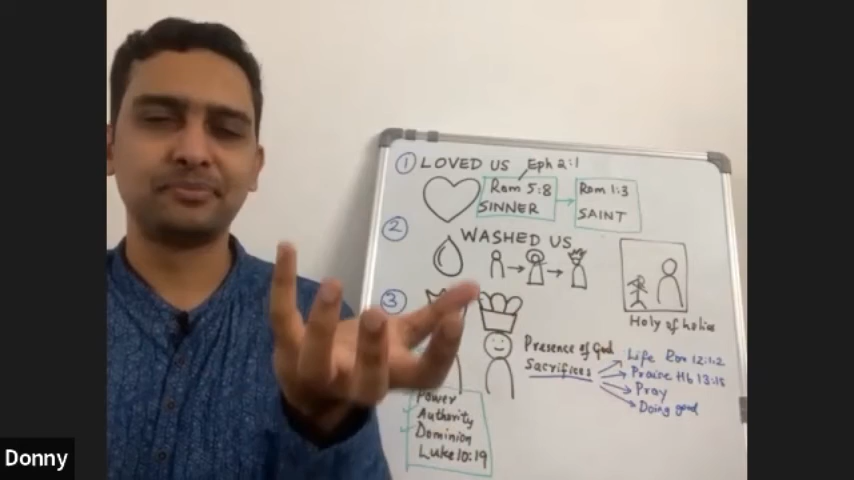 1 LOVED US Eph 2:1
Rom 5:8
SINNER
Rom 1:3
SAINT
2 WASHED US
Holy of holies
3
Presence of God
Sacrifices
Life Rom 12:1,2
Praise Hb 13:15
Pray
Doing good
Power
Authority
Dominion
Luke 10:19
Donny